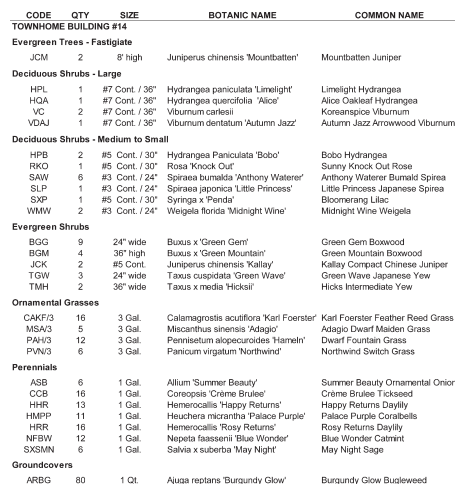 CODE QTY SIZE BOTANIC NAME COMMON NAME
TOWNHOME BUILDING #14
Evergreen Trees - Fastigiate
JCM 2 8' high Juniperus chinensis 'Mountbatten' Mountbatten Juniper
Deciduous Shrubs - Large
HPL 1 #7 Cont. / 36" Hydrangea paniculata 'Limelight' Limelight Hydrangea
HQA 1 #7 Cont. / 36" Hydrangea quercifolia 'Alice' Alice Oakleaf Hydrangea
VC 2 #7 Cont. / 36" Viburnum carlesii Koreanspice Viburnum
VDAJ 1 #7 Cont. / 36" Viburnum dentatum 'Autumn Jazz' Autumn Jazz Arrowwood Viburnum
Deciduous Shrubs - Medium to Small
HPB 2 #5 Cont. / 30" Hydrangea Paniculata 'Bobo' Bobo Hydrangea
RKO 1 #5 Cont. / 30" Rosa 'Knock Out' Sunny Knock Out Rose
SAW 6 #3 Cont. / 24" Spiraea bumalda 'Anthony Waterer' Anthony Waterer Bumald Spirea
SLP 1 #3 Cont. / 24" Spiraea japonica 'Little Princess' Little Princess Japanese Spirea
SXP 1 #5 Cont. / 30" Syringa x 'Penda' Bloomerang Lilac
WMW 2 #3 Cont. / 24" Weigela florida 'Midnight Wine' Midnight Wine Weigela
Evergreen Shrubs
BGG 9 24" wide Buxus x 'Green Gem' Green Gem Boxwood
BGM 4 36" high Buxus x 'Green Mountain' Green Mountain Boxwood
JCK 2 #5 Cont. Juniperus chinensis 'Kallay' Kallay Compact Chinese Juniper
TGW 3 24" wide Taxus cuspidata 'Green Wave' Green Wave Japanese Yew
TMH 2 36" wide Taxus x media 'Hicksii' Hicks Intermediate Yew
Ornamental Grasses
CAKF/3 16 3 Gal. Calamagrostis acutiflora 'Karl Foerster' Karl Foerster Feather Reed Grass
MSA/3 5 3 Gal. Miscanthus sinensis 'Adagio' Adagio Dwarf Maiden Grass
PAH/3 12 3 Gal. Pennisetum alopecuroides 'Hameln' Dwarf Fountain Grass
PVN/3 6 3 Gal. Panicum virgatum 'Northwind' Northwind Switch Grass
Perennials
ASB 6 1 Gal. Allium 'Summer Beauty' Summer Beauty Ornamental Onion
CCB 16 1 Gal. Coreopsis 'Crème Brulee' Crème Brulee Tickseed
HHR 13 1 Gal. Hemerocallis 'Happy Returns' Happy Returns Daylily
HMPP 11 1 Gal. Heuchera micrantha 'Palace Purple' Palace Purple Coralbells
HRR 16 1 Gal. Hemerocallis 'Rosy Returns' Rosy Returns Daylily
NFBW 12 1 Gal. Nepeta faassenii 'Blue Wonder' Blue Wonder Catmint
SXSMN 6 1 Gal. Salvia x suberba 'May Night' May Night Sage
Groundcovers
ARBG 80 1 Qt. Ajuga reptans 'Burgundy Glow' Burgundy Glow Bugleweed